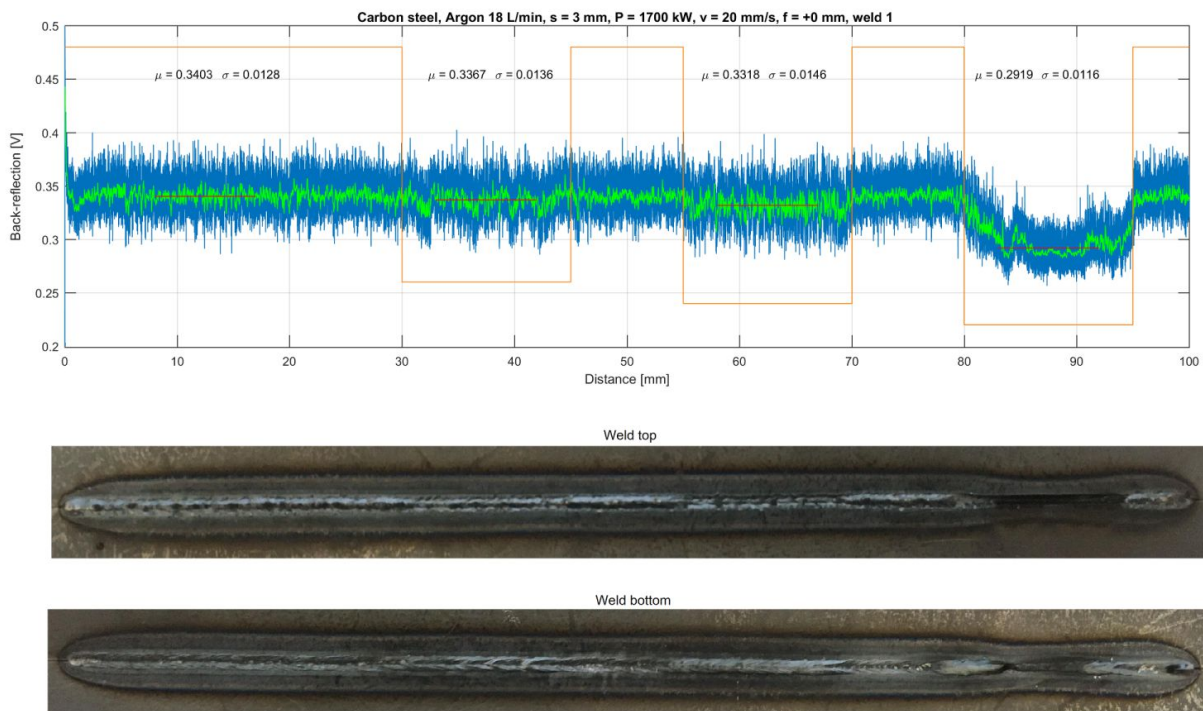 Carbon steel, Argon 18 L/min, s = 3 mm, P = 1700 kW, v = 20 mm/s, f = +0 mm, weld 1
0.5
0.45
0.4
0.35
0.3
0.25
0.2
Back-reflection [V]
μ = 0.3403 σ = 0.0128
μ = 0.3367 σ = 0.0136
μ = 0.3318 σ = 0.0146
μ = 0.2919 σ = 0.0116
0 10 20 30 40 50 60 70 80 90 100
Distance [mm]
Weld top
Weld bottom